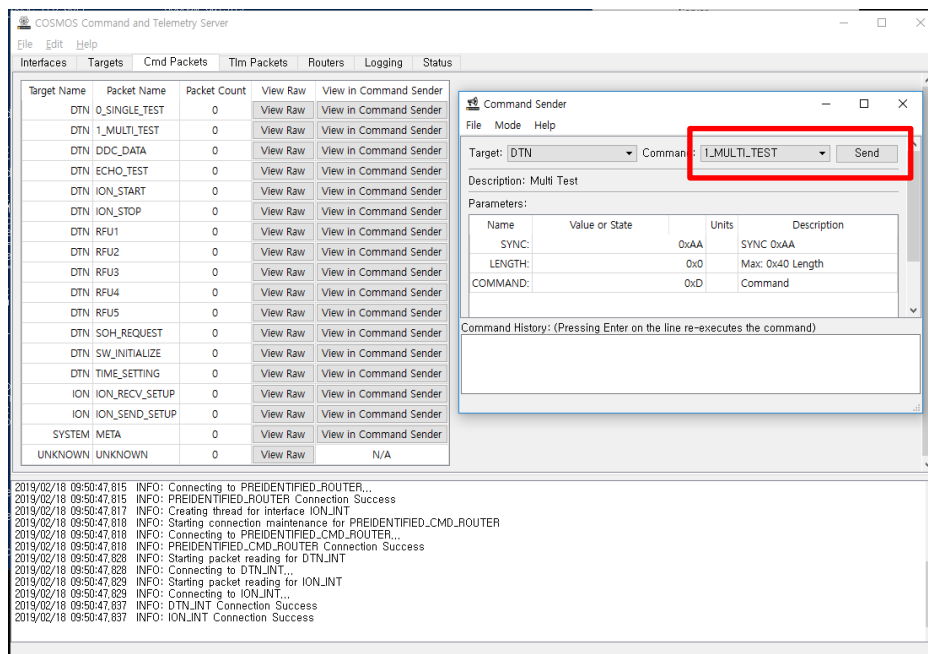 COSMOS Command and Telemetry Server
File Edit Help
Interfaces Targets Cmd Packets Tlm Packets Routers Logging Status
Target Name Packet Name Packet Count View Raw View in Command Sender
DTN 0_SINGLE_TEST 0 View Raw View in Command Sender
DTN 1_MULTI_TEST 0 View Raw View in Command Sender
DTN DDC_DATA 0 View Raw View in Command Sender
DTN ECHO_TEST 0 View Raw View in Command Sender
DTN ION_START 0 View Raw View in Command Sender
DTN ION_STOP 0 View Raw View in Command Sender
DTN RFU1 0 View Raw View in Command Sender
DTN RFU2 0 View Raw View in Command Sender
DTN RFU3 0 View Raw View in Command Sender
DTN RFU4 0 View Raw View in Command Sender
DTN RFU5 0 View Raw View in Command Sender
DTN SOH_REQUEST 0 View Raw View in Command Sender
DTN SW_INITIALIZE 0 View Raw View in Command Sender
DTN TIME_SETTING 0 View Raw View in Command Sender
ION ION_RECV_SETUP 0 View Raw View in Command Sender
ION ION_SEND_SETUP 0 View Raw View in Command Sender
SYSTEM META 0 View Raw View in Command Sender
UNKNOWN UNKNOWN 0 View Raw N/A
Command Sender
File Mode Help
Target: DTN Command: 1_MULTI_TEST Send
Description: Multi Test
Parameters:
Name Value or State Units Description
SYNC: 0xAA SYNC 0xAA
LENGTH: 0x0 Max: 0x40 Length
COMMAND: 0xD Command
Command History: (Pressing Enter on the line re-executes the command)
2019/02/18 09:50:47.815 INFO: Connecting to PREIDENTIFIED_ROUTER...
2019/02/18 09:50:47.815 INFO: PREIDENTIFIED_ROUTER Connection Success
2019/02/18 09:50:47.817 INFO: Creating thread for interface ION_INT
2019/02/18 09:50:47.818 INFO: Starting connection maintenance for PREIDENTIFIED_CMD_ROUTER
2019/02/18 09:50:47.818 INFO: Connecting to PREIDENTIFIED_CMD_ROUTER...
2019/02/18 09:50:47.818 INFO: PREIDENTIFIED_CMD_ROUTER Connection Success
2019/02/18 09:50:47.828 INFO: Starting packet reading for DTN_INT
2019/02/18 09:50:47.828 INFO: Connecting to DTN_INT...
2019/02/18 09:50:47.829 INFO: Starting packet reading for ION_INT
2019/02/18 09:50:47.829 INFO: Connecting to ION_INT...
2019/02/18 09:50:47.837 INFO: DTN_INT Connection Success
2019/02/18 09:50:47.837 INFO: ION_INT Connection Success